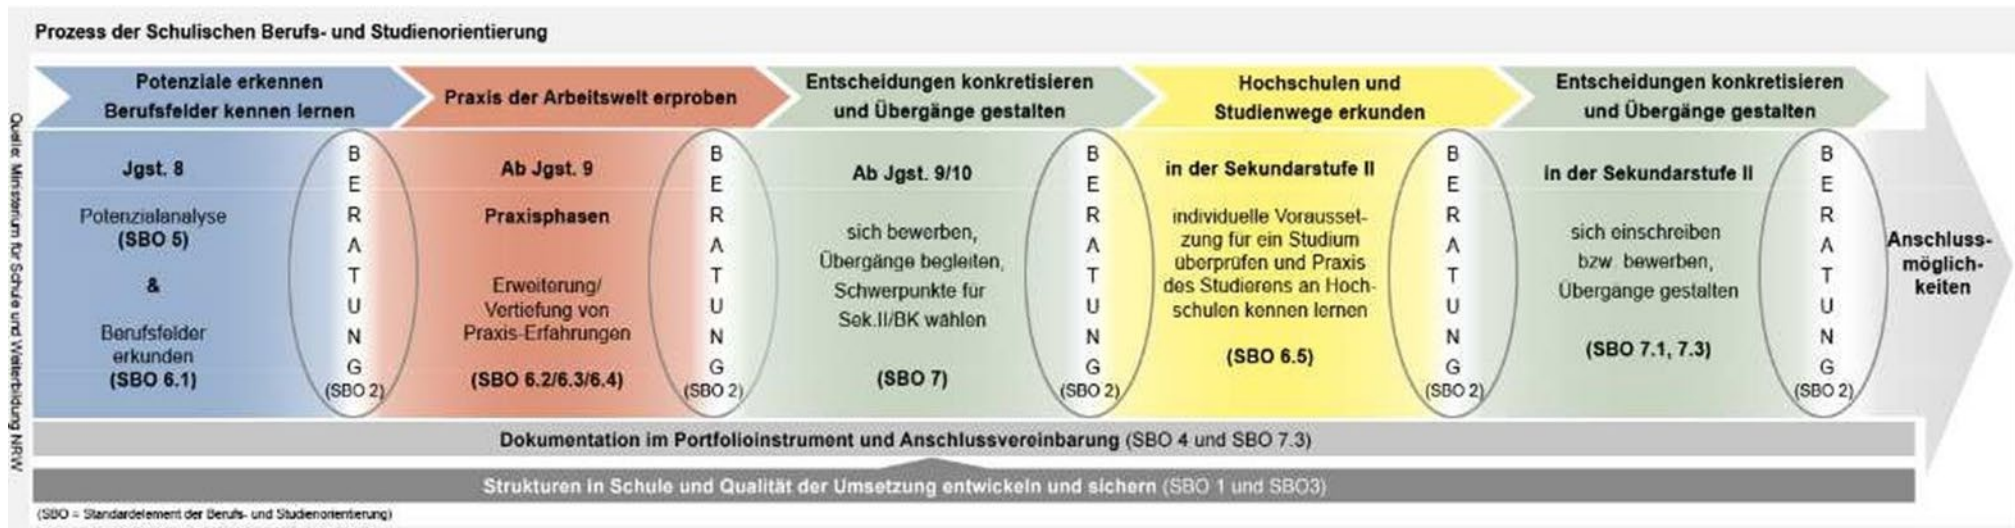 Prozess der Schulischen Berufs- und Studienorientierung
Potenziale erkennen
Berufsfelder kennen lernen
Praxis der Arbeitswelt erproben
Entscheidungen konkretisieren
und Übergänge gestalten
Hochschulen und
Studienwege erkunden
Entscheidungen konkretisieren
und Übergänge gestalten
Quelle: Ministerium für Schule und Weiterbildung NRW
Jgst. 8
Potenzialanalyse
(SBO 5)
&
Berufsfelder
erkunden
(SBO 6.1)
B
E
R
A
T
U
N
G
(SBO 2)
Ab Jgst. 9
Praxisphasen
Erweiterung/
Vertiefung von
Praxis-Erfahrungen
(SBO 6.2/6.3/6.4)
B
E
R
A
T
U
N
G
(SBO 2)
Ab Jgst. 9/10
sich bewerben,
Übergänge begleiten,
Schwerpunkte für
Sek.II/BK wählen
(SBO 7)
B
E
R
A
T
U
N
G
(SBO 2)
in der Sekundarstufe II
individuelle Vorausset-
zung für ein Studium
überprüfen und Praxis
des Studierens an Hoch-
schulen kennen lernen
(SBO 6.5)
B
E
R
A
T
U
N
G
(SBO 2)
in der Sekundarstufe II
sich einschreiben
bzw. bewerben,
Übergänge gestalten
(SBO 7.1, 7.3)
B
E
R
A
T
U
N
G
(SBO 2)
Anschluss-
möglich-
keiten
Dokumentation im Portfolioinstrument und Anschlussvereinbarung (SBO 4 und SBO 7.3)
Strukturen in Schule und Qualität der Umsetzung entwickeln und sichern (SBO 1 und SBO3)
(SBO = Standardelement der Berufs- und Studienorientierung)